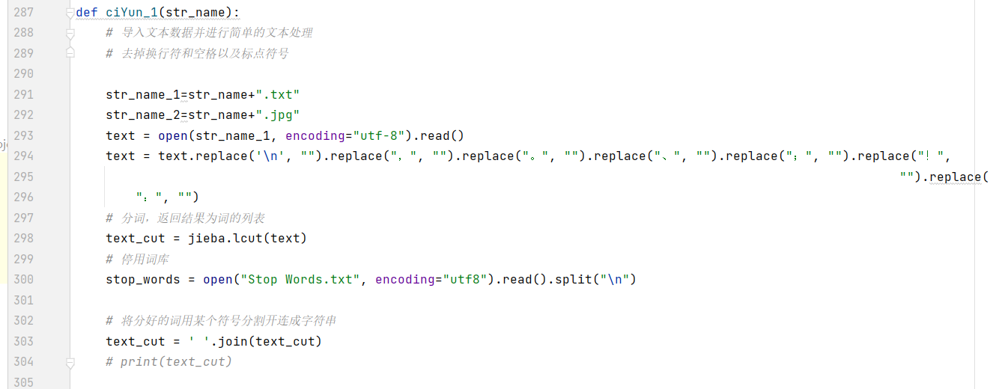 287 def ciYun_1(str_name):
288 # 导入文本数据并进行简单的文本处理
289 # 去掉换行符和空格以及标点符号
290
291 str_name_1=str_name+".txt"
292 str_name_2=str_name+".jpg"
293 text = open(str_name_1, encoding="utf-8").read()
294 text = text.replace('\n', "").replace("，", "").replace("。", "").replace("、", "").replace("；", "").replace("！",
295 "").replace(
296 "：", "")
297 # 分词，返回结果为词的列表
298 text_cut = jieba.lcut(text)
299 # 停用词库
300 stop_words = open("Stop Words.txt", encoding="utf8").read().split("\n")
301
302 # 将分好的词用某个符号分割开连成字符串
303 text_cut = ' '.join(text_cut)
304 # print(text_cut)
305